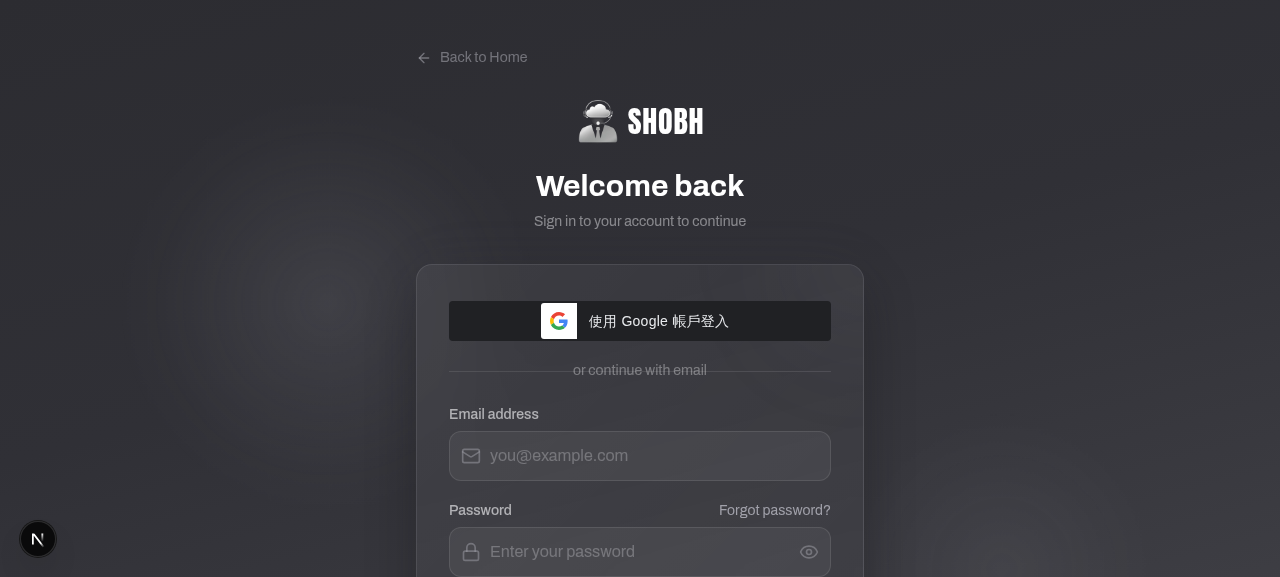 Back to Home
SHOBH
Welcome back
Sign in to your account to continue
使用 Google 帳戶登入
or continue with email
Email address
you@example.com
Password
Forgot password?
Enter your password
N